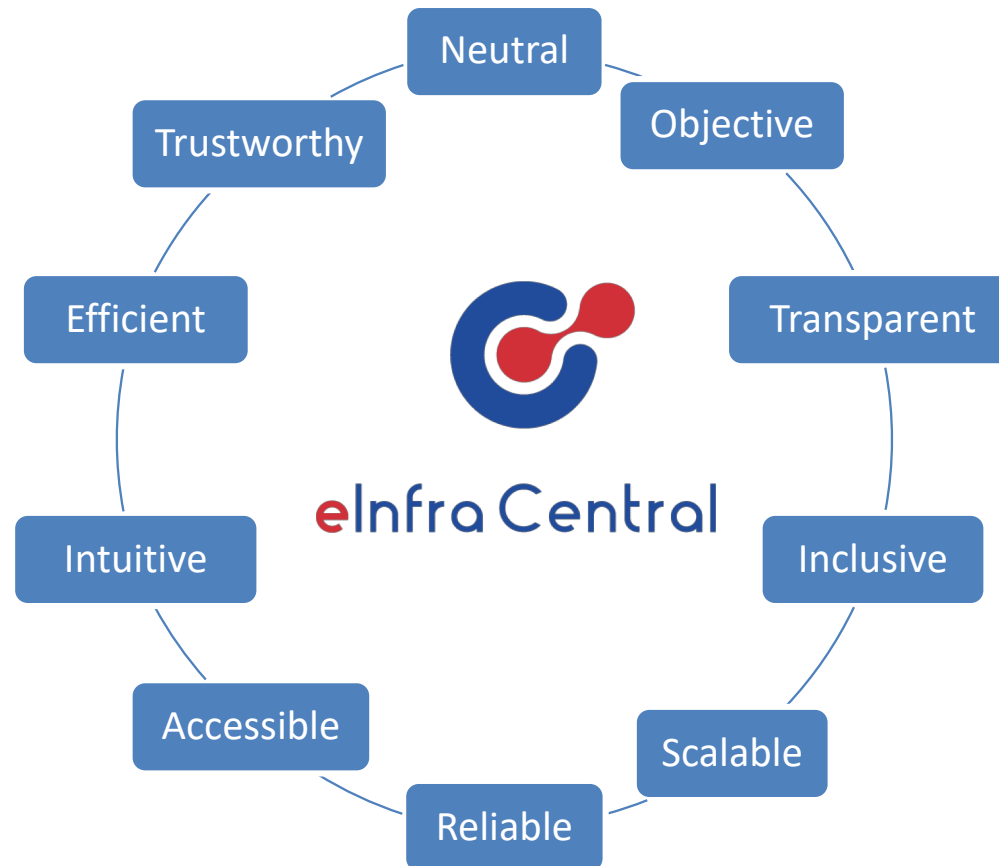 Neutral
Objective
Trustworthy
Efficient
Transparent
eInfra Central
Intuitive
Inclusive
Accessible
Scalable
Reliable